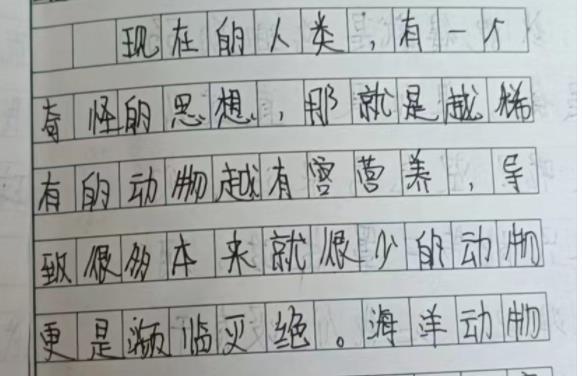 现在的人类，有一个
奇怪的思想，那就是越稀
有的动物越有营营养，导
致很多本来就很少的动物
更是濒临灭绝。海洋动物